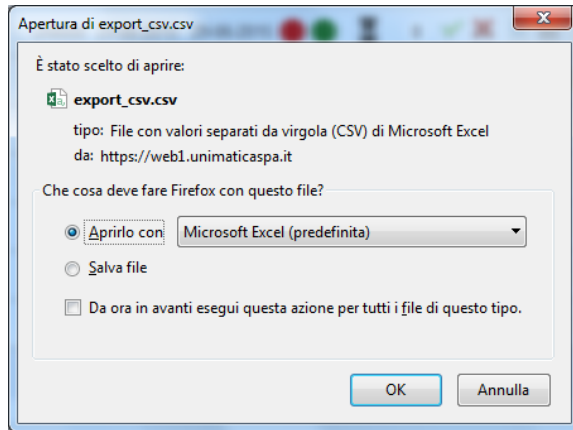 Apertura di export_csv.csv
È stato scelto di aprire:
export_csv.csv
tipo: File con valori separati da virgola (CSV) di Microsoft Excel
da: https://web1.unimaticaspa.it
Che cosa deve fare Firefox con questo file?
Aprirlo con Microsoft Excel (predefinita)
Salva file
Da ora in avanti esegui questa azione per tutti i file di questo tipo.
OK Annulla